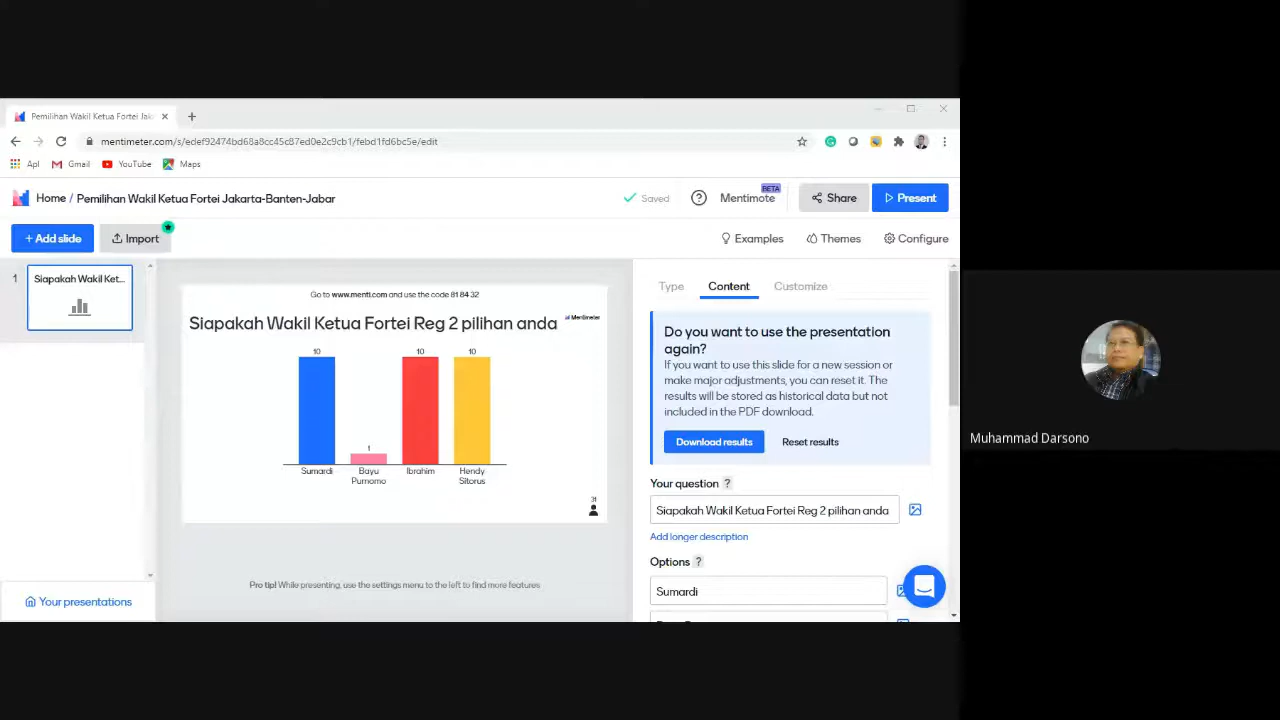 Pemilihan Wakil Ketua Fortei Jak
mentimeter.com/s/edef92474bd68a8cc45c87ed0e2c9cb1/febd1fd6bc5e/edit
Apl Gmail YouTube Maps
Home / Pemilihan Wakil Ketua Fortei Jakarta-Banten-Jabar
Saved
Mentimote
BETA
Share
Present
+ Add slide
Import
Examples
Themes
Configure
1
Siapakah Wakil Ket...
Go to www.menti.com and use the code 81 84 32
Siapakah Wakil Ketua Fortei Reg 2 pilihan anda
Mentimeter
10 1 10 10
Sumardi
Bayu
Purnomo
Ibrahim
Hendy
Sitorus
31
Pro tip! While presenting, use the settings menu to the left to find more features
Your presentations
Type Content Customize
Do you want to use the presentation
again?
If you want to use this slide for a new session or
make major adjustments, you can reset it. The
results will be stored as historical data but not
included in the PDF download.
Download results
Reset results
Your question ?
Siapakah Wakil Ketua Fortei Reg 2 pilihan anda
Add longer description
Options ?
Sumardi
Muhammad Darsono